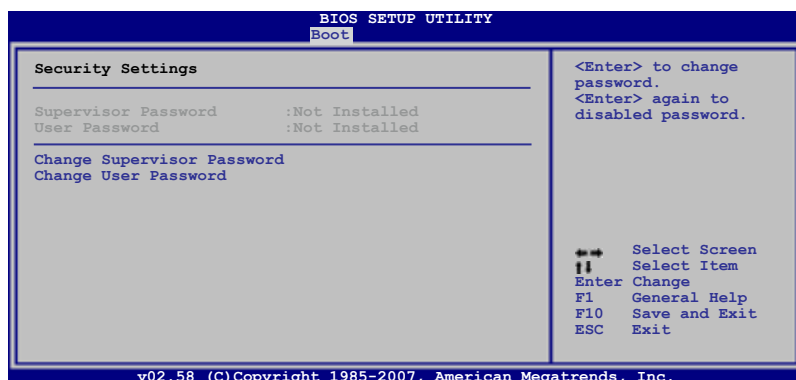 BIOS SETUP UTILITY
Boot
Security Settings
Supervisor Password :Not Installed
User Password :Not Installed
Change Supervisor Password
Change User Password
<Enter> to change
password.
<Enter> again to
disabled password.
Select Screen
Select Item
Enter Change
F1 General Help
F10 Save and Exit
ESC Exit
v02.58 (C)Copyright 1985-2007, American Megatrends, Inc.